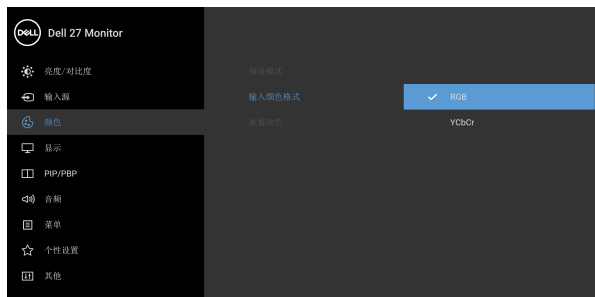 DELL Dell 27 Monitor
亮度/对比度
预设模式
输入源
输入颜色格式
RGB
颜色
重置颜色
YCbCr
显示
PIP/PBP
音频
菜单
个性设置
其他